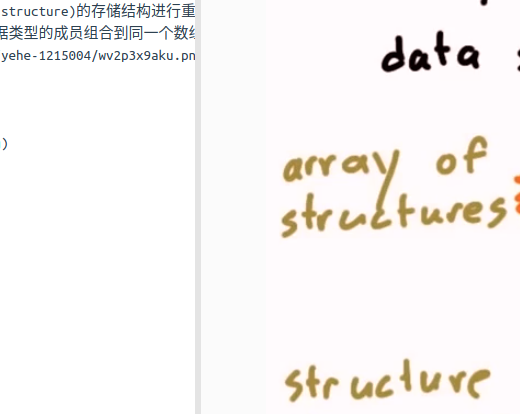 structure)的存储结构进行重
据类型的成员组合到同一个数组
yehe-1215004/wv2p3x9aku.pn
)
data
array of
structures
structure